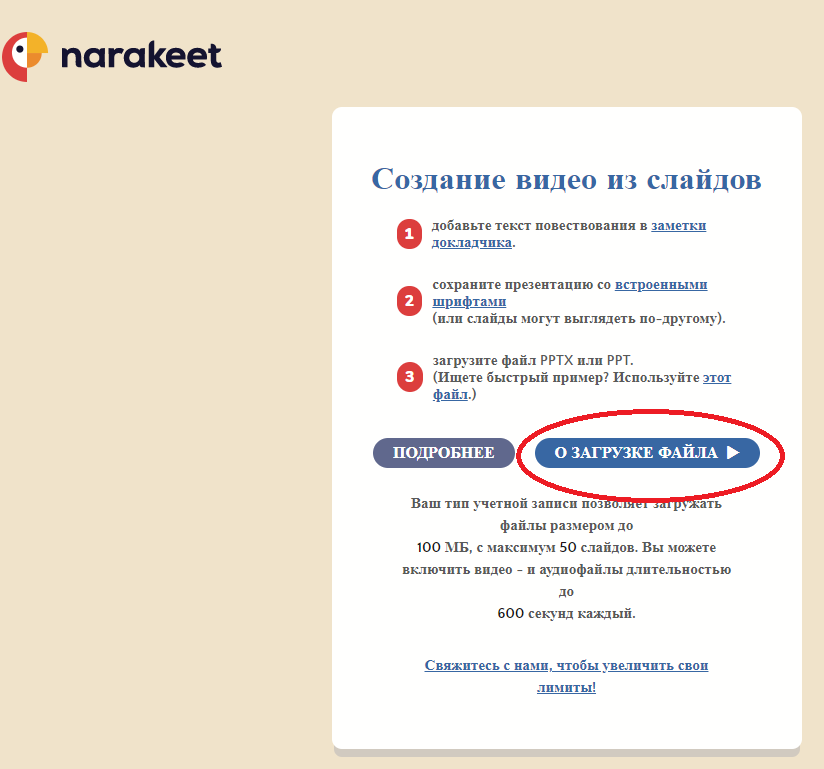 narakeet
Создание видео из слайдов
1
добавьте текст повествования в заметки
докладчика.
2
сохраните презентацию со встроенными
шрифтами
(или слайды могут выглядеть по-другому).
3
загрузите файл PPTX или PPT.
(Ищете быстрый пример? Используйте этот
файл.)
ПОДРОБНЕЕ
О ЗАГРУЗКЕ ФАЙЛА
Ваш тип учетной записи позволяет загружать
файлы размером до
100 МБ, с максимум 50 слайдов. Вы можете
включить видео - и аудиофайлы длительностью
до
600 секунд каждый.
Свяжитесь с нами, чтобы увеличить свои
лимиты!